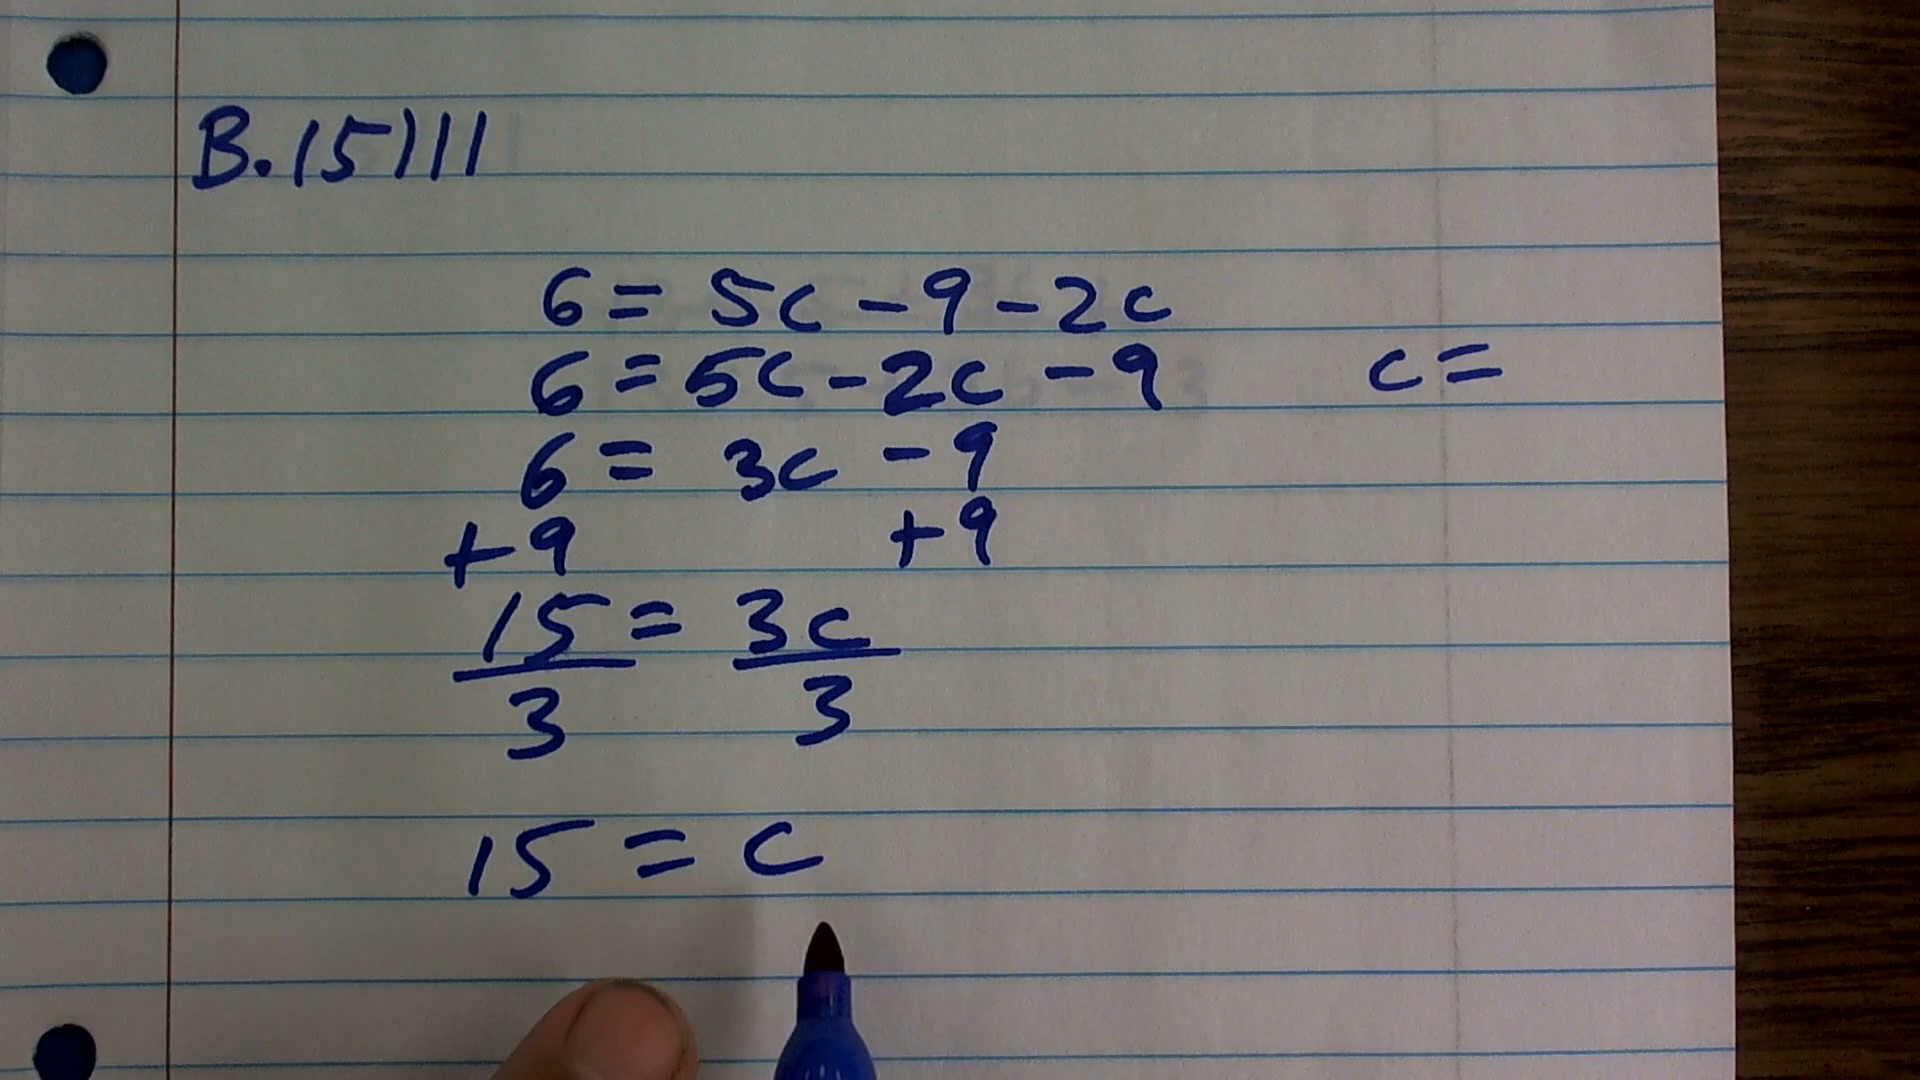 B.15)11
6 = 5c - 9 - 2c
6 = 5c - 2c - 9 c =
6 = 3c - 9
+9 +9
15 = 3c
3 3
15 = c